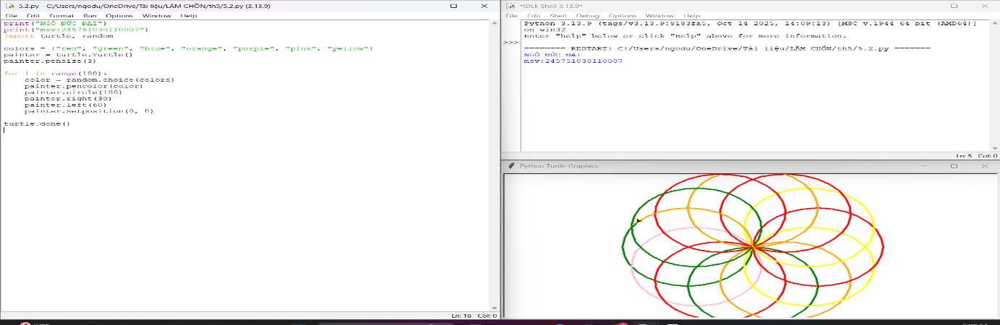 5.2.py - C:/Users/ngodu/OneDrive/Tài liệu/LÂM CHỒN/th5/5.2.py (3.13.9)
File Edit Format Run Options Window Help
print("NGÔ ĐỨC ĐẠI")
print("msv:245751030110007")
import turtle, random
colors = ["red", "green", "blue", "orange", "purple", "pink", "yellow"]
painter = turtle.Turtle()
painter.pensize(3)
for i in range(100):
color = random.choice(colors)
painter.pencolor(color)
painter.circle(100)
painter.right(30)
painter.left(60)
painter.setposition(0, 0)
turtle.done()
Ln: 18 Col: 0
*IDLE Shell 3.13.9*
File Edit Shell Debug Options Window Help
Python 3.13.9 (tags/v3.13.9:8183fa5, Oct 14 2025, 14:09:13) [MSC v.1944 64 bit (AMD64)]
on win32
Enter "help" below or click "Help" above for more information.
>>>
======== RESTART: C:/Users/ngodu/OneDrive/Tài liệu/LÂM CHỒN/th5/5.2.py =======
NGÔ ĐỨC ĐẠI
msv:245751030110007
Ln: 5 Col: 0
Python Turtle Graphics